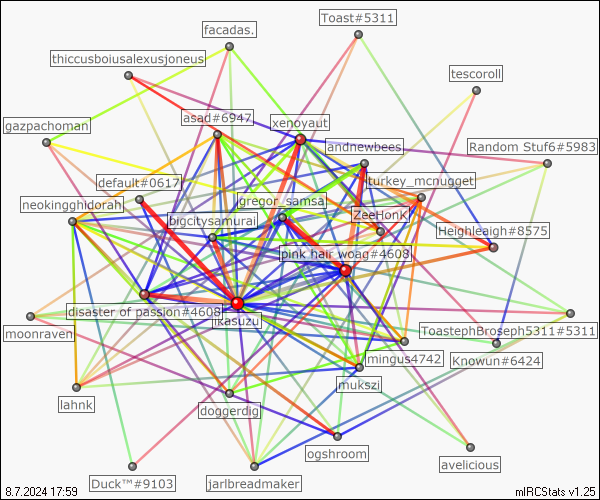 facadas.
Toast#5311
thiccusboiusalexusjoneus
tescoroll
asad#6947
xenoyaut
gazpachoman
andnewbees
Random Stuf6#5983
default#0617
turkey_mcnugget
neokingghidorah
gregor_samsa
bigcitysamurai
ZeeHonk
Heighleaigh#8575
pink hair woag#4608
disaster of passion#4608
ikasuzu
moonraven
ToastephBroseph5311#5311
mingus4742
Knowun#6424
mukszi
lahnk
doggerdig
ogshroom
avelicious
Duck™#9103
jarlbreadmaker
8.7.2024 17:59
mIRCStats v1.25